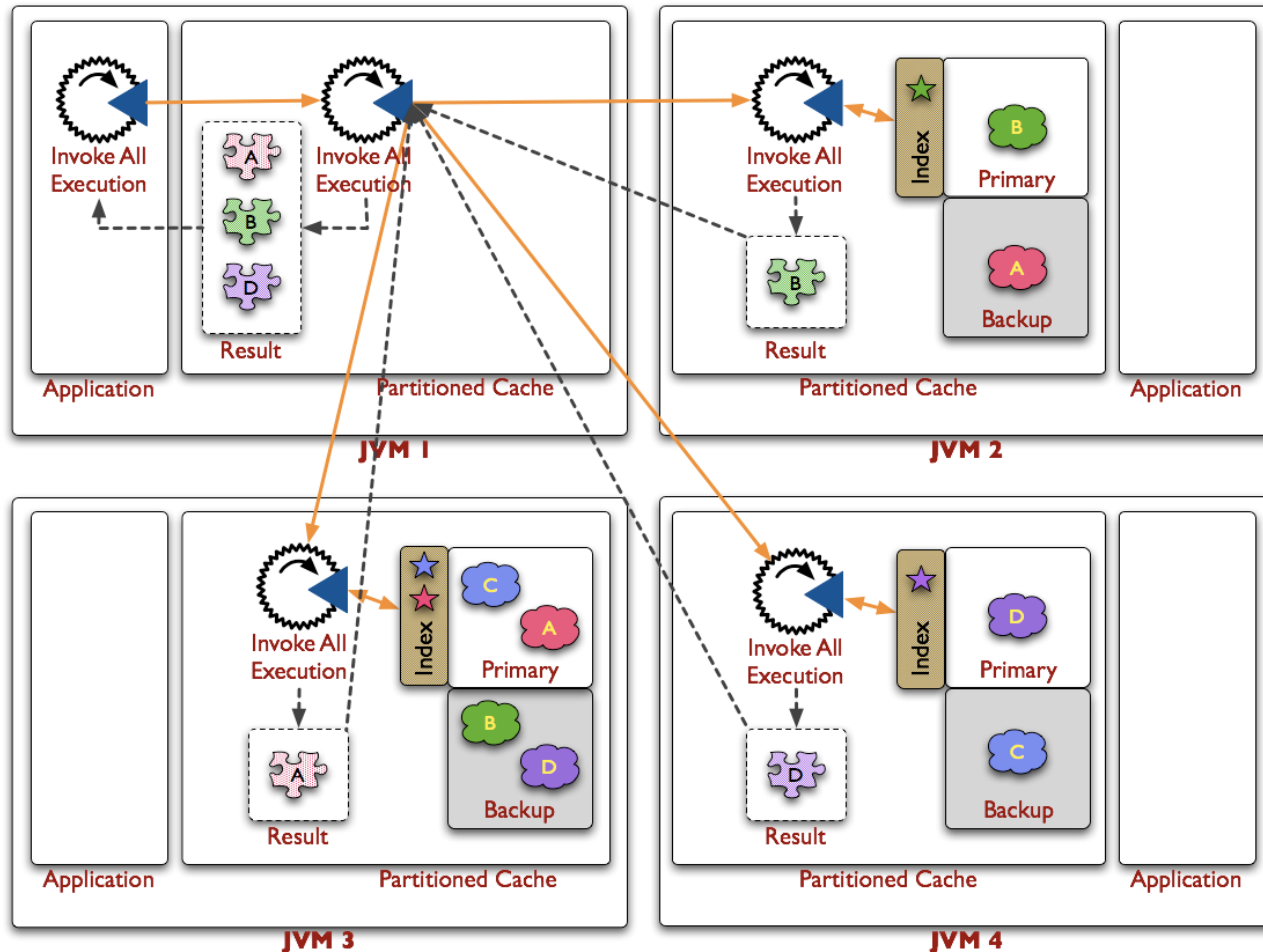 Invoke All
Execution
A
B
D
Result
Invoke All
Execution
Application
Partitioned Cache
JVM 1
Invoke All
Execution
Index
B
Primary
A
Backup
B
Result
Partitioned Cache
Application
JVM 2
Invoke All
Execution
Index
C
A
Primary
B
D
Backup
A
Result
Application
Partitioned Cache
JVM 3
Invoke All
Execution
Index
D
Primary
C
Backup
D
Result
Partitioned Cache
Application
JVM 4